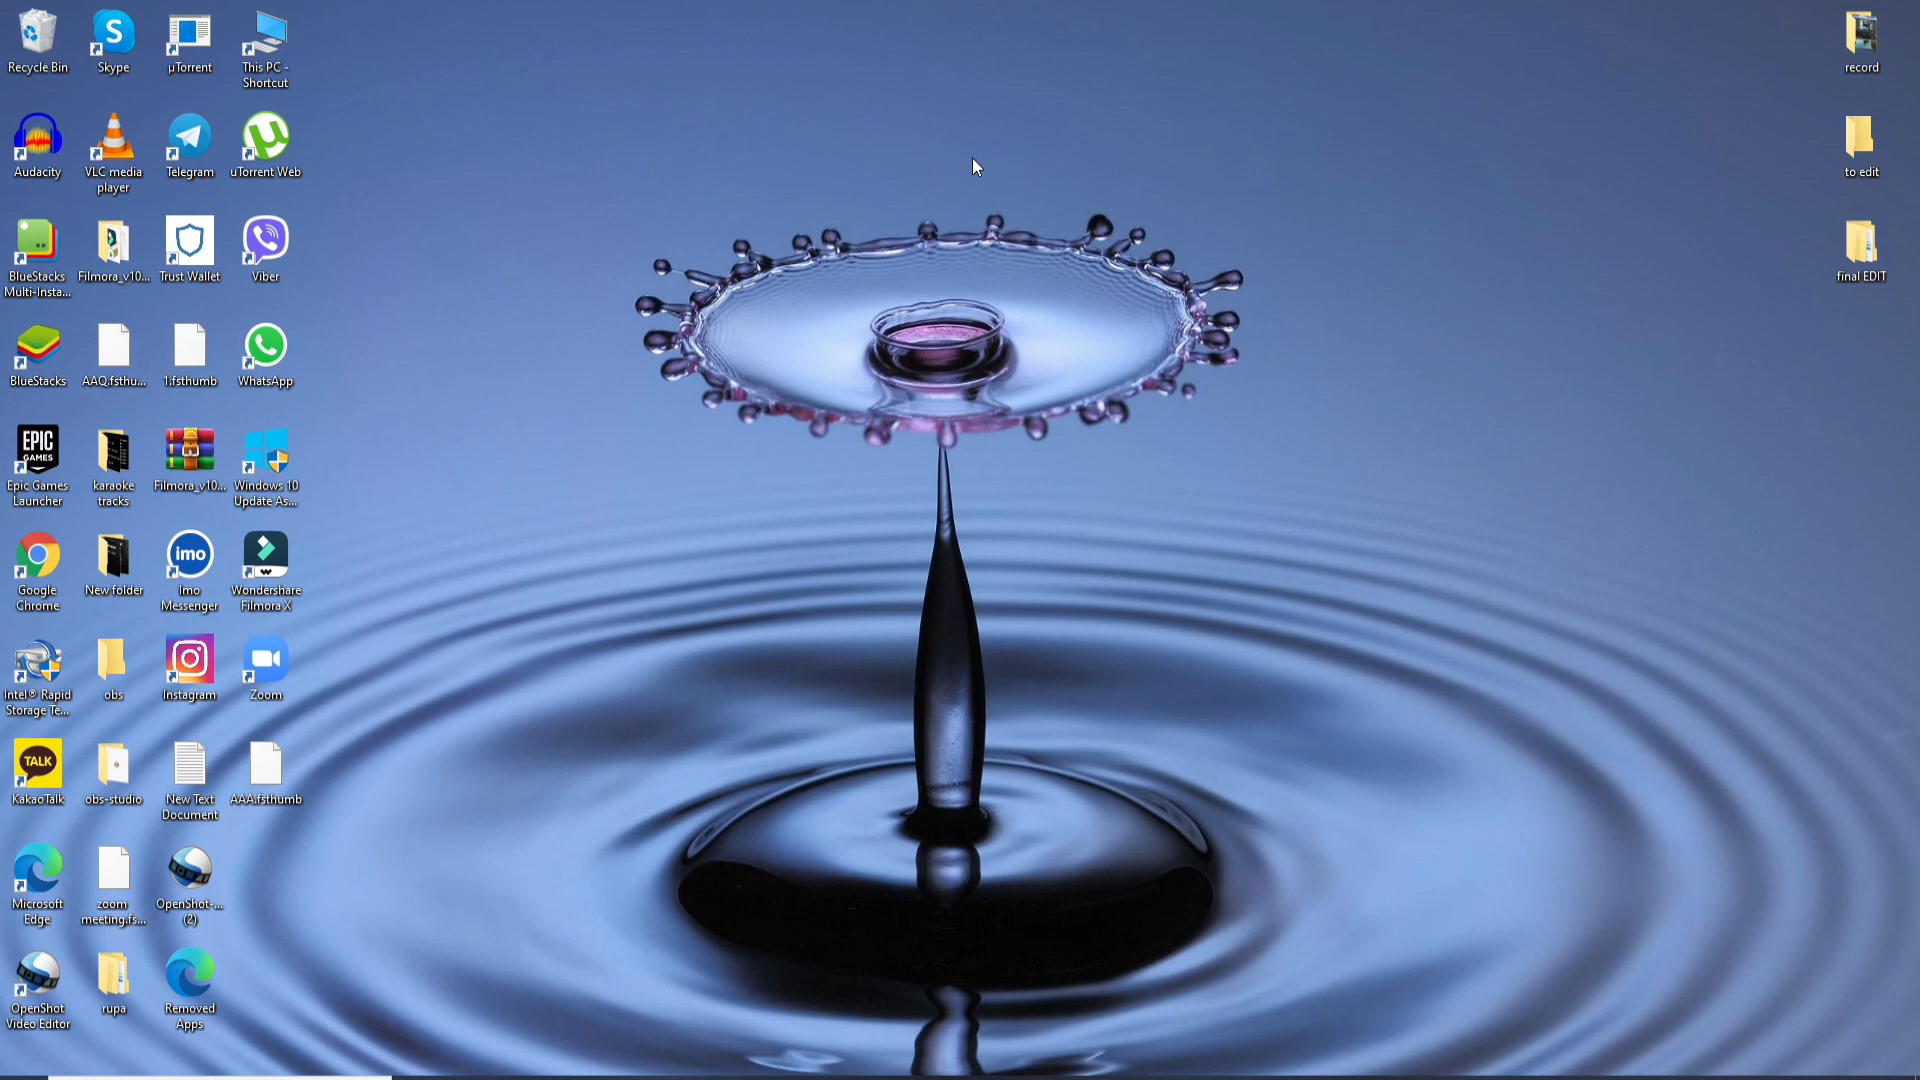 Recycle Bin
Skype
µTorrent
This PC -
Shortcut
record
Audacity
VLC media
player
Telegram
uTorrent Web
to edit
BlueStacks
Multi-Insta...
Filmora_v10...
Trust Wallet
Viber
final EDIT
BlueStacks
AAQ.fsthu...
1.fsthumb
WhatsApp
EPIC
GAMES
Epic Games
Launcher
karaoke
tracks
Filmora_v10...
Windows 10
Update As...
Google
Chrome
New folder
imo
Imo
Messenger
Wondershare
Filmora X
Intel® Rapid
Storage Te...
obs
Instagram
Zoom
TALK
KakaoTalk
obs-studio
New Text
Document
AAA.fsthumb
Microsoft
Edge
zoom
meeting.fs...
OpenShot-...
(2)
OpenShot
Video Editor
rupa
Removed
Apps